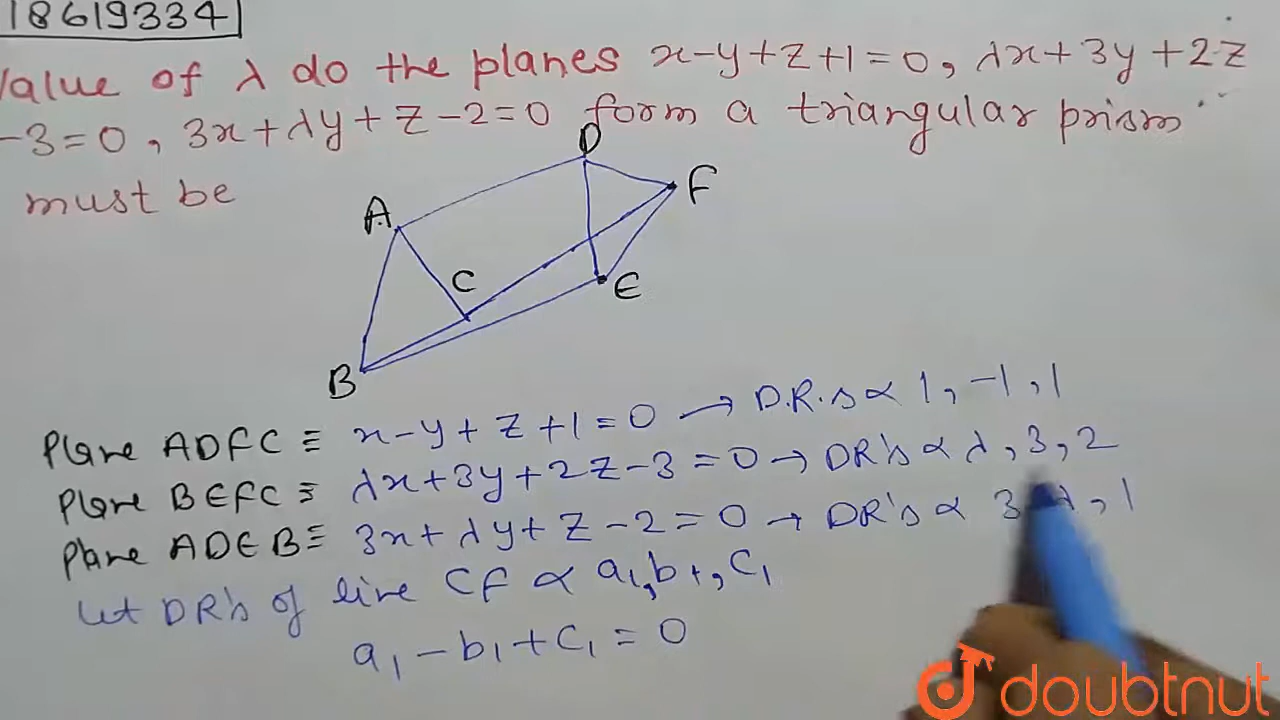 18619334
Value of λ do the planes x-y+z+1=0, λx+3y+2z
-3=0, 3x+λy+z-2=0 form a triangular prism
must be
D
F
A
C
E
B
Plane ADFC ≡ x-y+z+1=0 → D.R.s ∝ 1, -1, 1
Plane BEFC ≡ λx+3y+2z-3=0 → DR's ∝ λ, 3, 2
Plane ADEB ≡ 3x+λy+z-2=0 → DR's ∝ 3, λ, 1
let DR's of line CF ∝ a₁, b₁, c₁
a₁-b₁+c₁=0
doubtnut